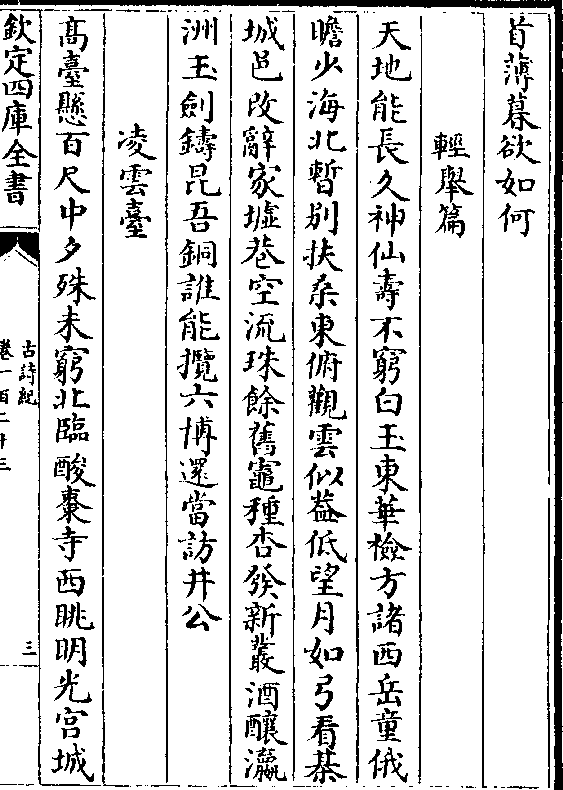 首薄暮欲如何
輕舉篇
天地能長久神仙壽不窮白玉東華檢方諸西岳童俄
瞻少海北暫别扶桑東俯觀雲似葢低望月如弓看棊
城邑改辭家墟巷空流珠餘舊竈種杏發新叢酒釀瀛
洲玉劍鑄昆吾銅誰能攬六博還當訪井公
凌雲臺
髙臺懸百尺中夕殊未窮北臨酸棗寺西眺明光宫城
欽定四庫全書
古詩紀
卷一百二十三
三